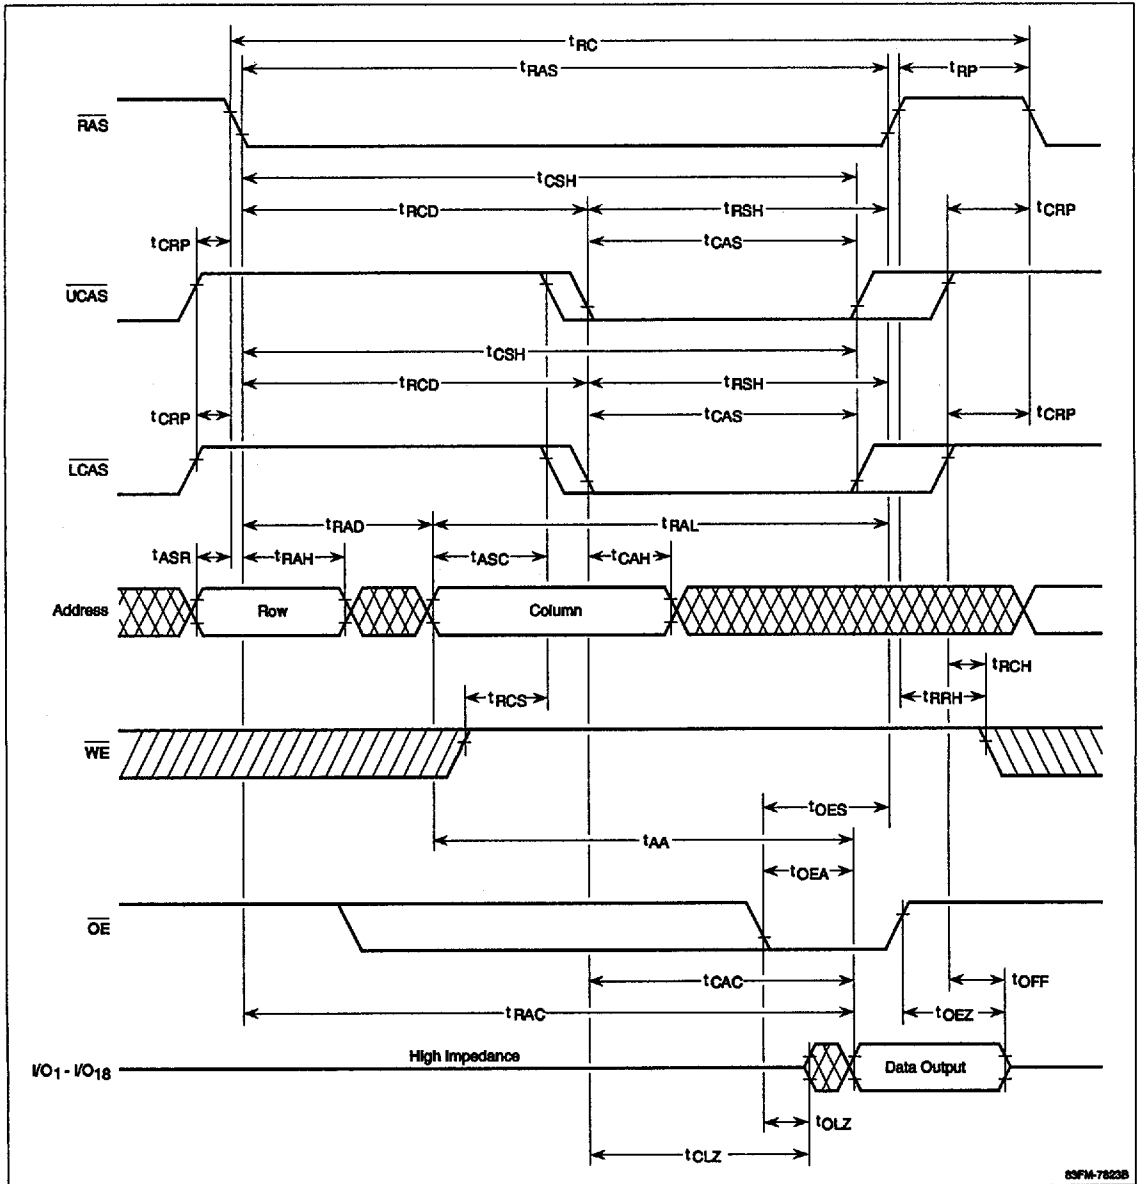 tRC
tRAS
tRP
RAS
tCSH
tRCD
tRSH
tCRP
tCRP
tCAS
UCAS
tCSH
tRCD
tRSH
tCRP
tCAS
tCRP
LCAS
tRAD
tRAL
tASR
tRAH
tASC
tCAH
Address
Row
Column
tRCH
tRCS
tRRH
WE
tOES
tAA
tOEA
OE
tCAC
tOFF
tRAC
tOEZ
I/O1 - I/O18
High Impedance
Data Output
tOLZ
tCLZ
83FM-7823B